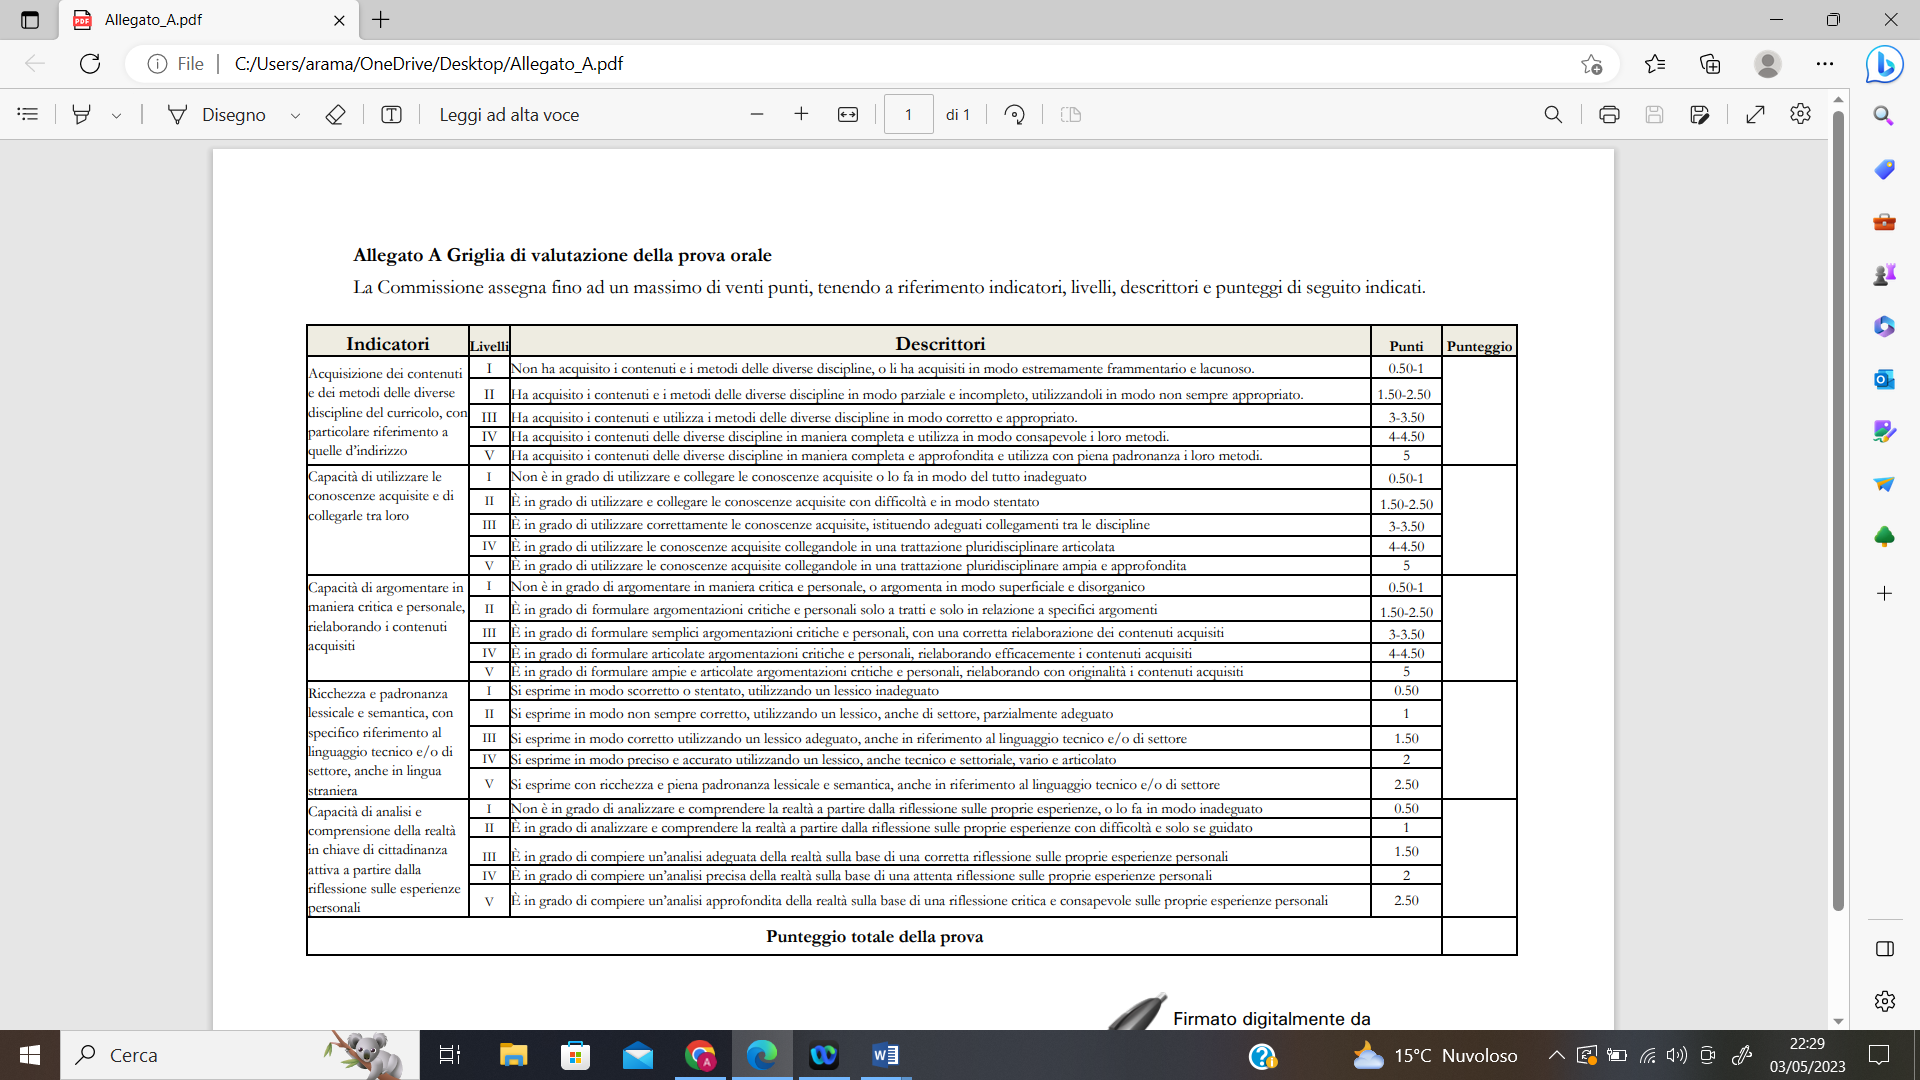 Allegato_A.pdf
File
C:/Users/arama/OneDrive/Desktop/Allegato_A.pdf
Disegno
Leggi ad alta voce
1
di 1
Allegato A Griglia di valutazione della prova orale
La Commissione assegna fino ad un massimo di venti punti, tenendo a riferimento indicatori, livelli, descrittori e punteggi di seguito indicati.
Indicatori Livelli Descrittori Punti Punteggio
Acquisizione dei contenuti
e dei metodi delle diverse
discipline del curricolo, con
particolare riferimento a
quelle d'indirizzo
I Non ha acquisito i contenuti e i metodi delle diverse discipline, o li ha acquisiti in modo estremamente frammentario e lacunoso. 0.50-1
II Ha acquisito i contenuti e i metodi delle diverse discipline in modo parziale e incompleto, utilizzandoli in modo non sempre appropriato. 1.50-2.50
III Ha acquisito i contenuti e utilizza i metodi delle diverse discipline in modo corretto e appropriato. 3-3.50
IV Ha acquisito i contenuti delle diverse discipline in maniera completa e utilizza in modo consapevole i loro metodi. 4-4.50
V Ha acquisito i contenuti delle diverse discipline in maniera completa e approfondita e utilizza con piena padronanza i loro metodi. 5
Capacità di utilizzare le
conoscenze acquisite e di
collegarle tra loro
I Non è in grado di utilizzare e collegare le conoscenze acquisite o lo fa in modo del tutto inadeguato 0.50-1
II È in grado di utilizzare e collegare le conoscenze acquisite con difficoltà e in modo stentato 1.50-2.50
III È in grado di utilizzare correttamente le conoscenze acquisite, istituendo adeguati collegamenti tra le discipline 3-3.50
IV È in grado di utilizzare le conoscenze acquisite collegandole in una trattazione pluridisciplinare articolata 4-4.50
V È in grado di utilizzare le conoscenze acquisite collegandole in una trattazione pluridisciplinare ampia e approfondita 5
Capacità di argomentare in
maniera critica e personale,
rielaborando i contenuti
acquisiti
I Non è in grado di argomentare in maniera critica e personale, o argomenta in modo superficiale e disorganico 0.50-1
II È in grado di formulare argomentazioni critiche e personali solo a tratti e solo in relazione a specifici argomenti 1.50-2.50
III È in grado di formulare semplici argomentazioni critiche e personali, con una corretta rielaborazione dei contenuti acquisiti 3-3.50
IV È in grado di formulare articolate argomentazioni critiche e personali, rielaborando efficacemente i contenuti acquisiti 4-4.50
V È in grado di formulare ampie e articolate argomentazioni critiche e personali, rielaborando con originalità i contenuti acquisiti 5
Ricchezza e padronanza
lessicale e semantica, con
specifico riferimento al
linguaggio tecnico e/o di
settore, anche in lingua
straniera
I Si esprime in modo scorretto o stentato, utilizzando un lessico inadeguato 0.50
II Si esprime in modo non sempre corretto, utilizzando un lessico, anche di settore, parzialmente adeguato 1
III Si esprime in modo corretto utilizzando un lessico adeguato, anche in riferimento al linguaggio tecnico e/o di settore 1.50
IV Si esprime in modo preciso e accurato utilizzando un lessico, anche tecnico e settoriale, vario e articolato 2
V Si esprime con ricchezza e piena padronanza lessicale e semantica, anche in riferimento al linguaggio tecnico e/o di settore 2.50
Capacità di analisi e
comprensione della realtà
in chiave di cittadinanza
attiva a partire dalla
riflessione sulle esperienze
personali
I Non è in grado di analizzare e comprendere la realtà a partire dalla riflessione sulle proprie esperienze, o lo fa in modo inadeguato 0.50
II È in grado di analizzare e comprendere la realtà a partire dalla riflessione sulle proprie esperienze con difficoltà e solo se guidato 1
III È in grado di compiere un'analisi adeguata della realtà sulla base di una corretta riflessione sulle proprie esperienze personali 1.50
IV È in grado di compiere un'analisi precisa della realtà sulla base di una attenta riflessione sulle proprie esperienze personali 2
V È in grado di compiere un'analisi approfondita della realtà sulla base di una riflessione critica e consapevole sulle proprie esperienze personali 2.50
Punteggio totale della prova
Firmato digitalmente da
Cerca
15°C Nuvoloso
22:29
03/05/2023